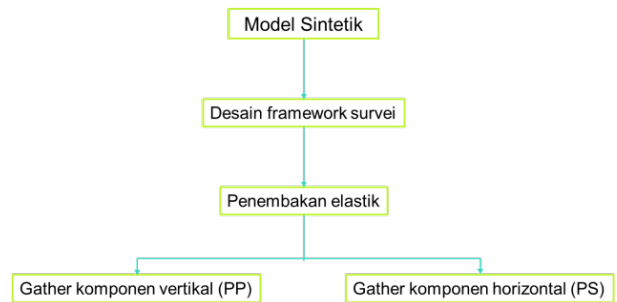 Model Sintetik
Desain framework survei
Penembakan elastik
Gather komponen vertikal (PP)
Gather komponen horizontal (PS)